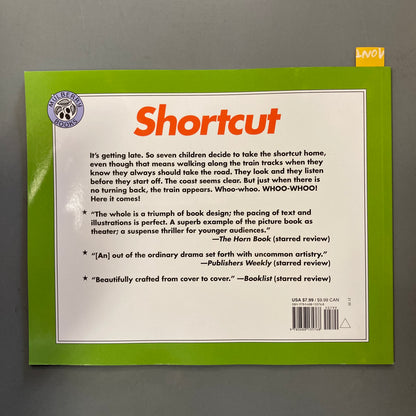 1NOV
MULBERRY BOOKS
Shortcut
It's getting late. So seven children decide to take the shortcut home,
even though that means walking along the train tracks when they
know they always should take the road. They look and they listen
before they start off. The coast seems clear. But just when there is
no turning back, the train appears. Whoo-whoo. WHOO-WHOO!
Here it comes!
★ "The whole is a triumph of book design; the pacing of text and
illustrations is perfect. A superb example of the picture book as
theater; a suspense thriller for younger audiences."
—The Horn Book (starred review)
★ "[An] out of the ordinary drama set forth with uncommon artistry."
—Publishers Weekly (starred review)
★ "Beautifully crafted from cover to cover." —Booklist (starred review)
USA $7.99 / $9.99 CAN